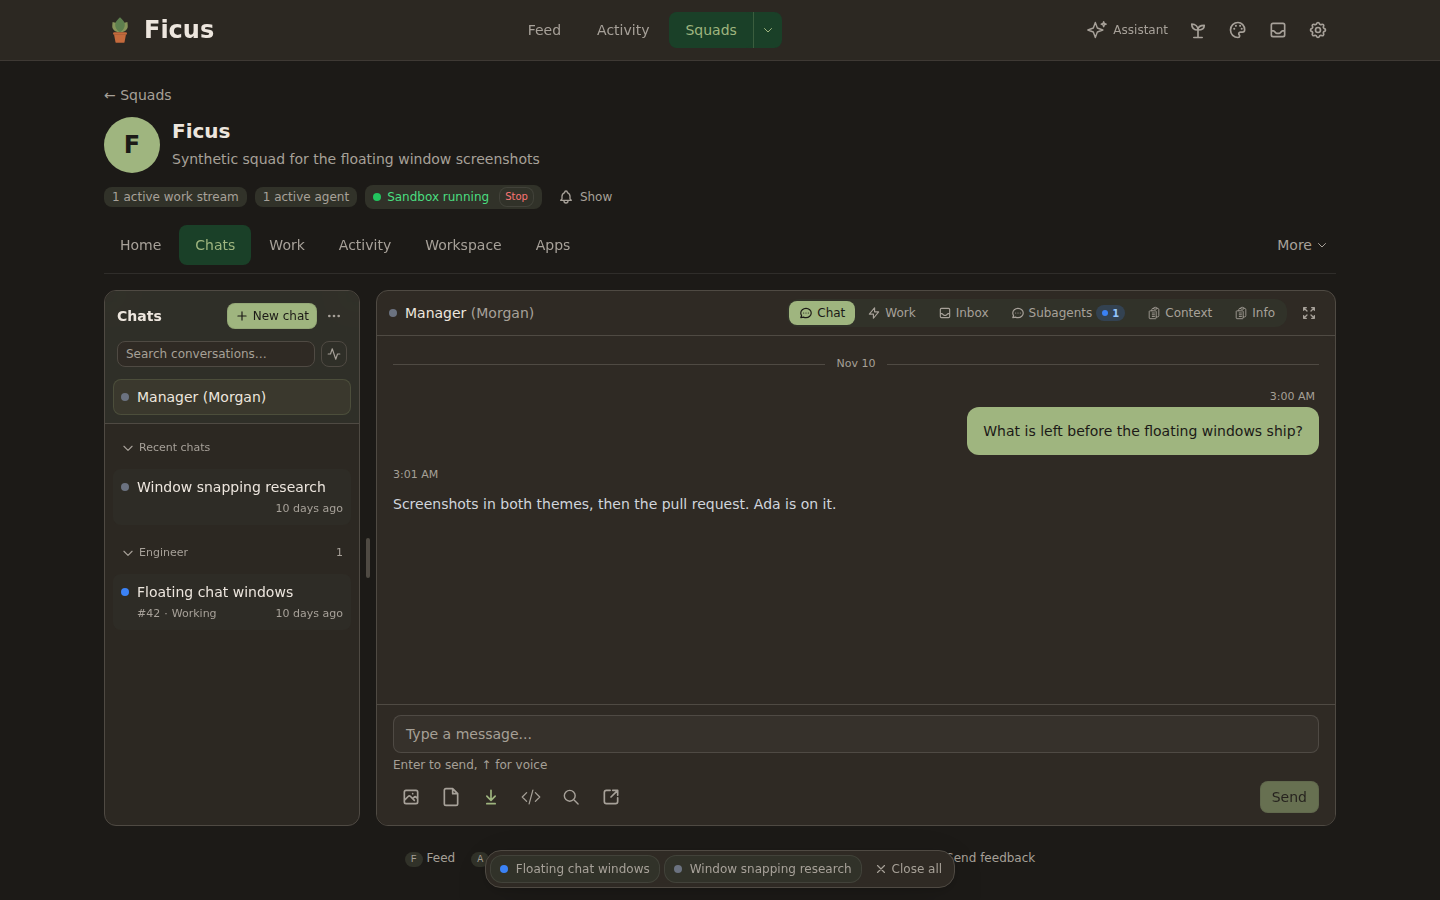 Ficus
Feed
Activity
Squads
Assistant
← Squads
F
Ficus
Synthetic squad for the floating window screenshots
1 active work stream
1 active agent
Sandbox running
Stop
Show
Home
Chats
Work
Activity
Workspace
Apps
More
Chats
+ New chat
Search conversations...
Manager (Morgan)
Recent chats
Window snapping research
10 days ago
Engineer 1
Floating chat windows
#42 · Working 10 days ago
Manager (Morgan)
Chat
Work
Inbox
Subagents 1
Context
Info
Nov 10
3:00 AM
What is left before the floating windows ship?
3:01 AM
Screenshots in both themes, then the pull request. Ada is on it.
Type a message...
Enter to send, ↑ for voice
Send
F Feed
A
Send feedback
Floating chat windows
Window snapping research
Close all